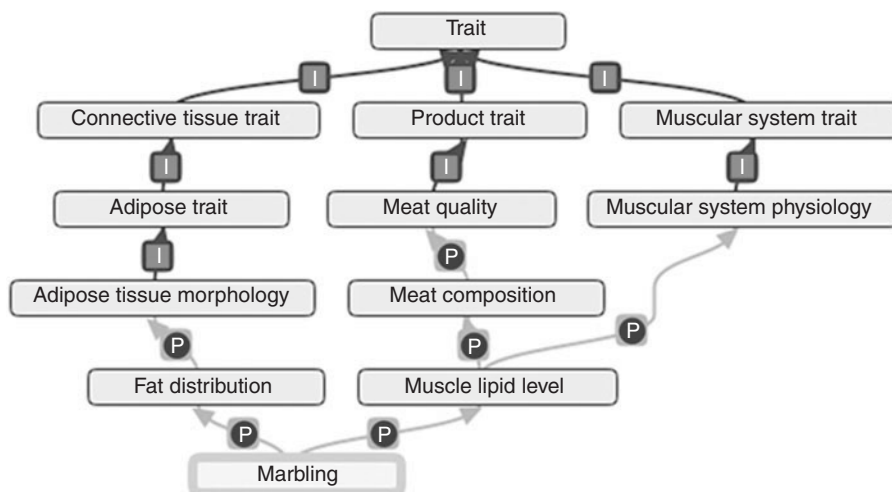 Trait
I I I
Connective tissue trait Product trait Muscular system trait
I I I
Adipose trait Meat quality Muscular system physiology
I P
Adipose tissue morphology Meat composition
P P P
Fat distribution Muscle lipid level
P P
Marbling